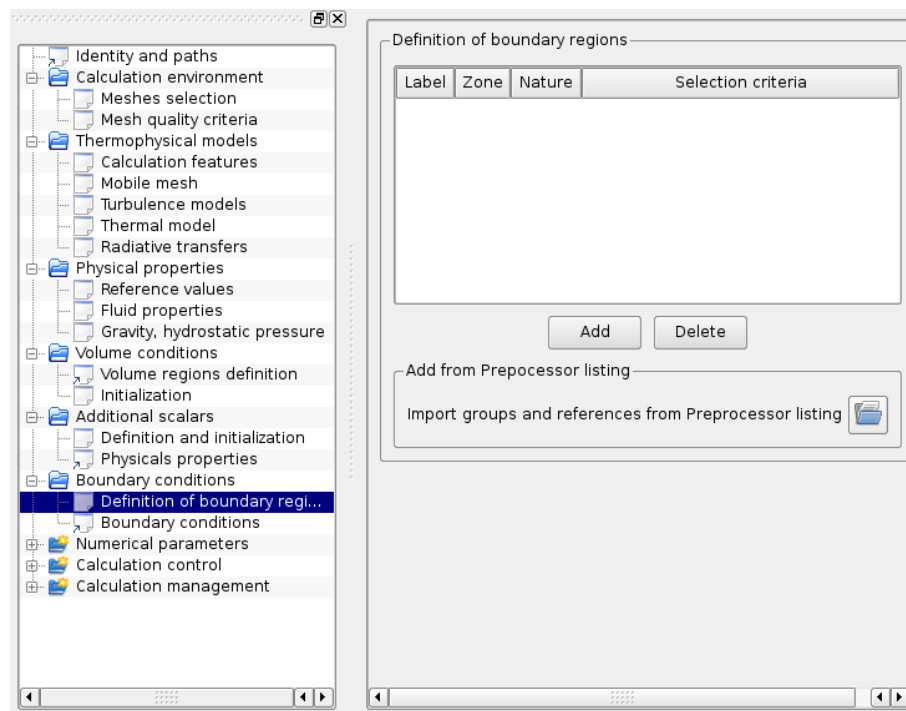 Identity and paths
Calculation environment
Meshes selection
Mesh quality criteria
Thermophysical models
Calculation features
Mobile mesh
Turbulence models
Thermal model
Radiative transfers
Physical properties
Reference values
Fluid properties
Gravity, hydrostatic pressure
Volume conditions
Volume regions definition
Initialization
Additional scalars
Definition and initialization
Physicals properties
Boundary conditions
Definition of boundary regi...
Boundary conditions
Numerical parameters
Calculation control
Calculation management
Definition of boundary regions
Label Zone Nature Selection criteria
Add Delete
Add from Prepocessor listing
Import groups and references from Preprocessor listing